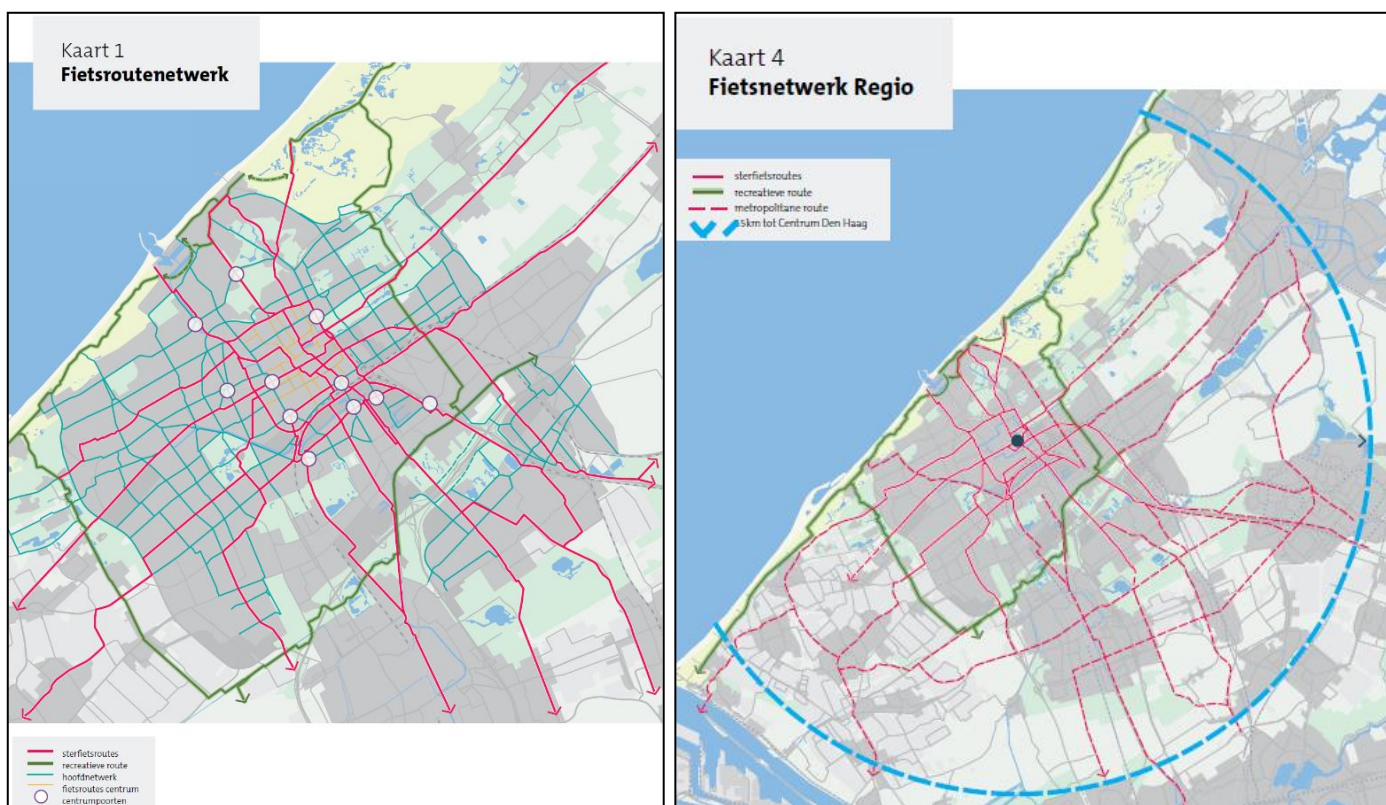 Kaart 1
Fietsroutenetwerk
sterfietsroutes
recreatieve route
hoofdnetwerk
fietsroutes centrum
centrumpoorten
Kaart 4
Fietsnetwerk Regio
sterfietsroutes
recreatieve route
metropolitane route
5km tot Centrum Den Haag